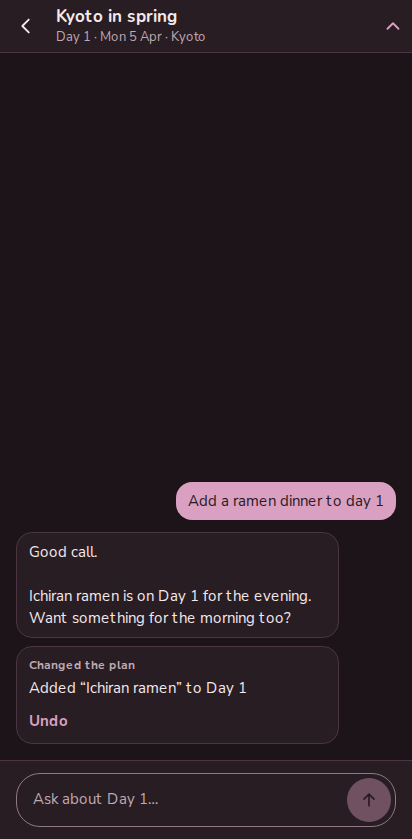 Kyoto in spring
Day 1 · Mon 5 Apr · Kyoto
Add a ramen dinner to day 1
Good call.
Ichiran ramen is on Day 1 for the evening.
Want something for the morning too?
Changed the plan
Added “Ichiran ramen” to Day 1
Undo
Ask about Day 1...